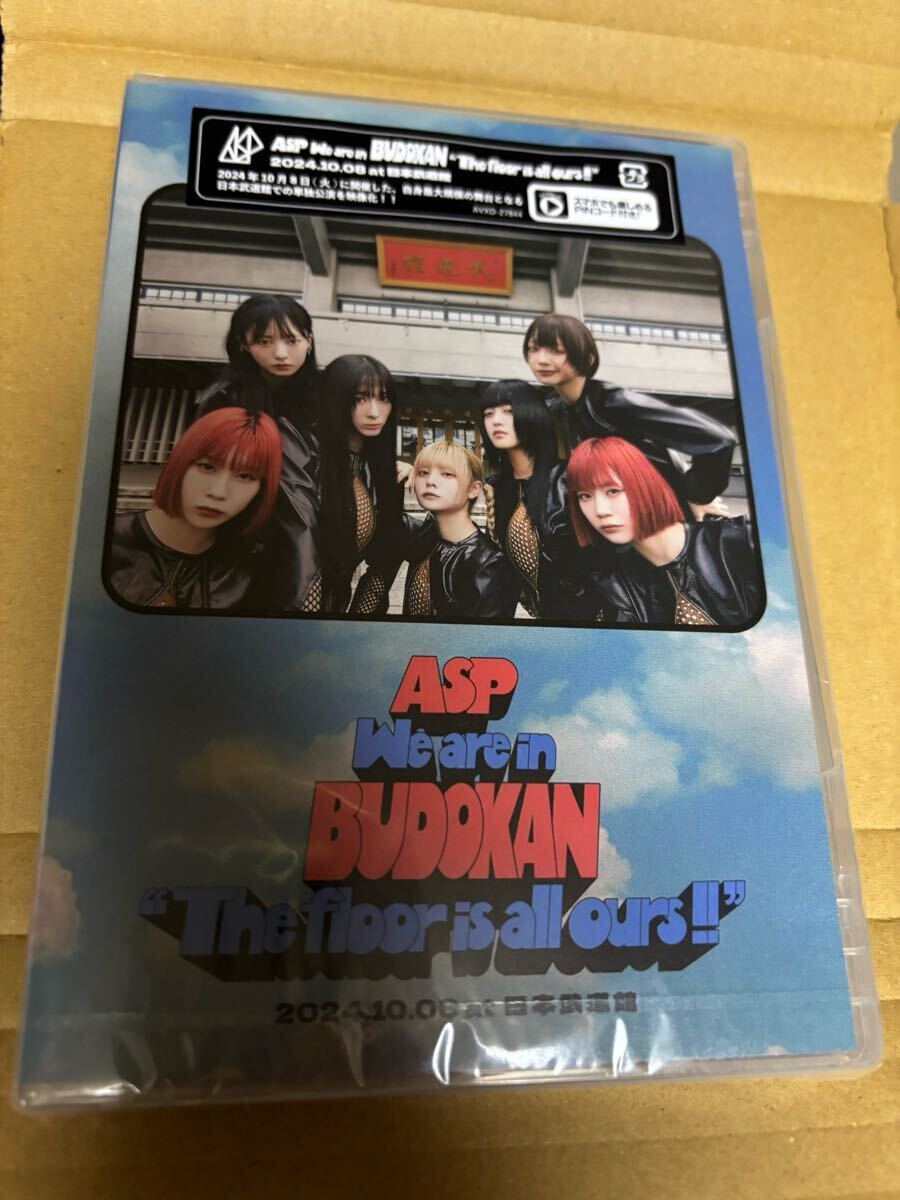 ASP We are in BUDOKAN "The floor is all ours!!"
2024.10.08 at 日本武道館
2024年10月8日(火)に開催した、自身最大規模の舞台となる
日本武道館での単独公演を映像化!!
AVXD-27844
プラ
スマホでも楽しめる
PINコード付き!
ASP
We are in
BUDOKAN
"The floor is all ours!!"
2024.10.08 at 日本武道館